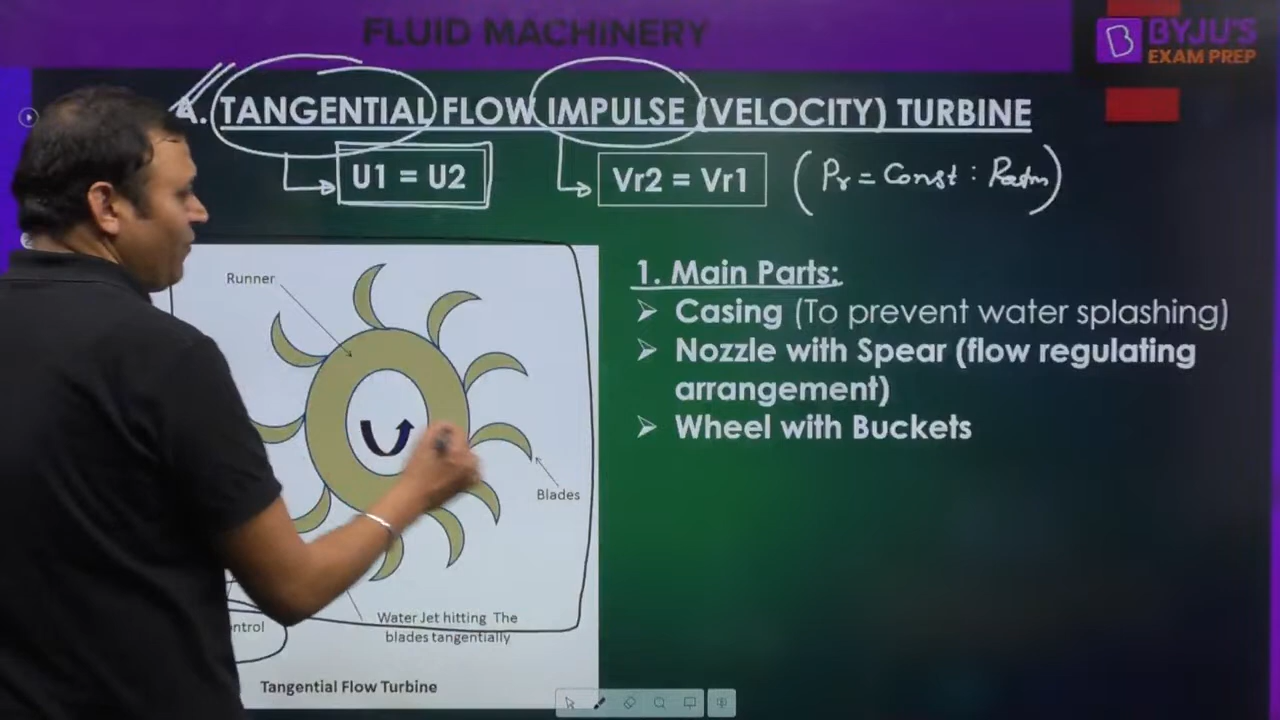 FLUID MACHINERY
BYJU'S
EXAM PREP
A. TANGENTIAL FLOW IMPULSE (VELOCITY) TURBINE
U1 = U2
Vr2 = Vr1
(Pr = Const : Patm)
Runner
Blades
Water Jet hitting The
blades tangentially
ntrol
Tangential Flow Turbine
1. Main Parts:
➢ Casing (To prevent water splashing)
➢ Nozzle with Spear (flow regulating
arrangement)
➢ Wheel with Buckets